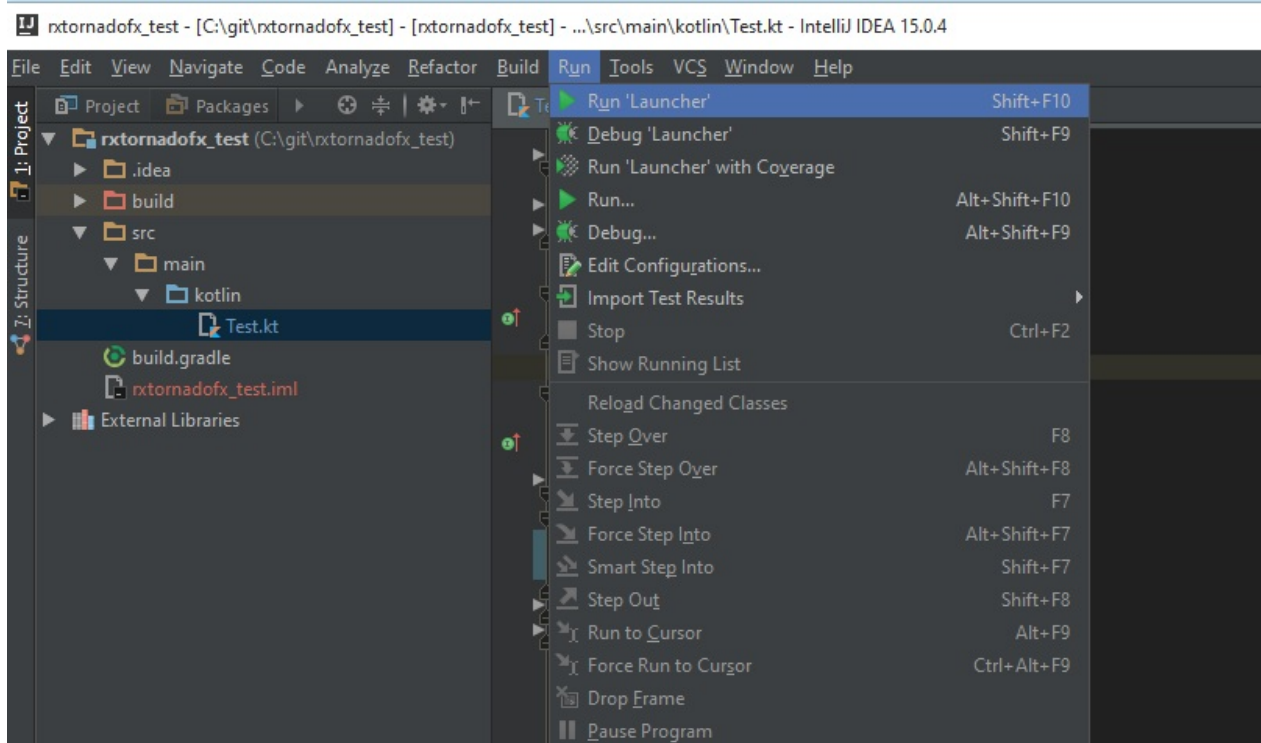 rxtornadofx_test - [C:\git\rxtornadofx_test] - [rxtornadofx_test] - ...\src\main\kotlin\Test.kt - IntelliJ IDEA 15.0.4
File Edit View Navigate Code Analyze Refactor Build Run Tools VCS Window Help
Project Packages
1: Project
7: Structure
rxtornadofx_test (C:\git\rxtornadofx_test)
.idea
build
src
main
kotlin
Test.kt
build.gradle
rxtornadofx_test.iml
External Libraries
Run 'Launcher' Shift+F10
Debug 'Launcher' Shift+F9
Run 'Launcher' with Coverage
Run... Alt+Shift+F10
Debug... Alt+Shift+F9
Edit Configurations...
Import Test Results
Stop Ctrl+F2
Show Running List
Reload Changed Classes
Step Over F8
Force Step Over Alt+Shift+F8
Step Into F7
Force Step Into Alt+Shift+F7
Smart Step Into Shift+F7
Step Out Shift+F8
Run to Cursor Alt+F9
Force Run to Cursor Ctrl+Alt+F9
Drop Frame
Pause Program